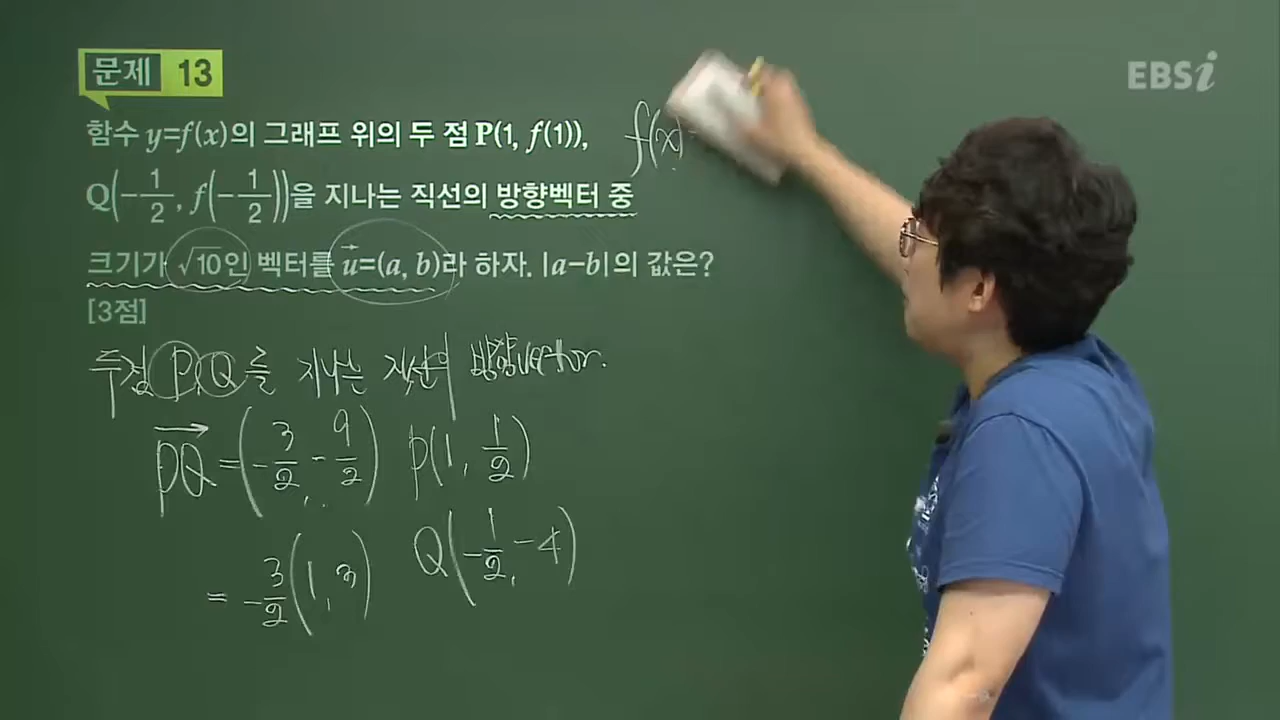 문제 13
EBSi
함수 y=f(x)의 그래프 위의 두 점 P(1, f(1)),
f(x)
Q(-1/2, f(-1/2))을 지나는 직선의 방향벡터 중
크기가 √10인 벡터를 u⃗=(a, b)라 하자. |a-b|의 값은?
[3점]
두점 P, Q를 지나는 직선의 방향vector.
PQ⃗ = (-3/2, -9/2) P(1, 1/2)
= -3/2(1, 3) Q(-1/2, -4)